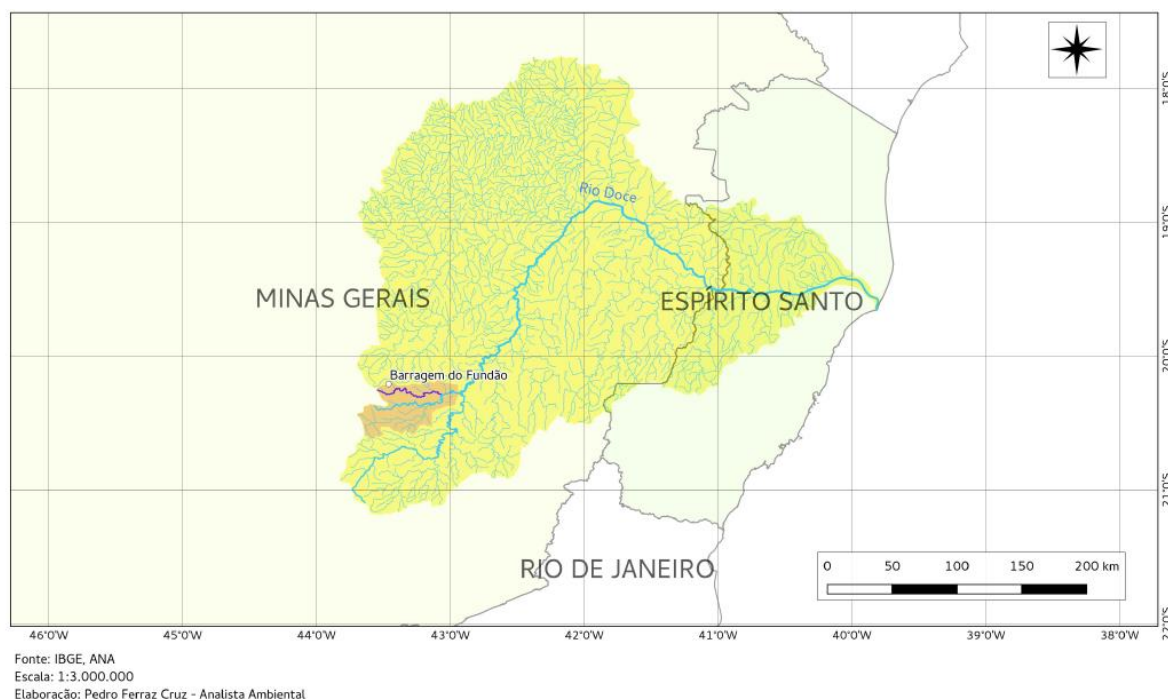 18°0'S
Rio Doce
19°0'S
MINAS GERAIS
ESPÍRITO SANTO
20°0'S
Barragem do Fundão
21°0'S
RIO DE JANEIRO
0 50 100 150 200 km
22°0'S
46°0'W 45°0'W 44°0'W 43°0'W 42°0'W 41°0'W 40°0'W 39°0'W 38°0'W
Fonte: IBGE, ANA
Escala: 1:3.000.000
Elaboração: Pedro Ferraz Cruz - Analista Ambiental